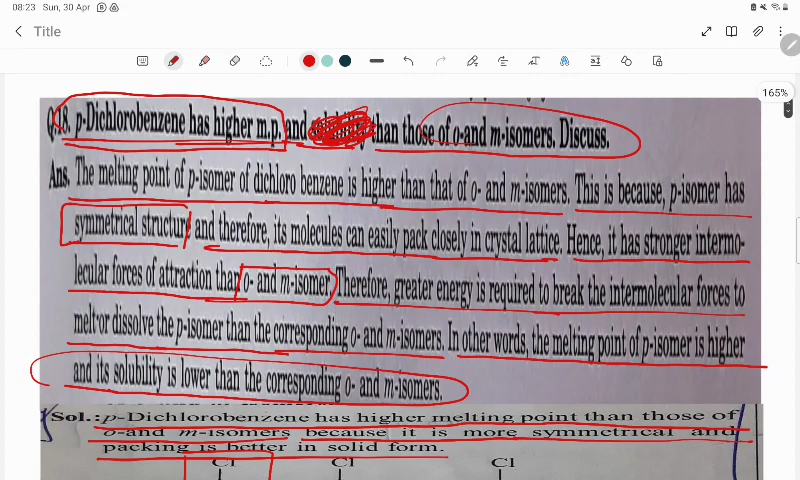 08:23 Sun, 30 Apr
Title
165%
Q.18. p-Dichlorobenzene has higher m.p. and than those of o-and m-isomers. Discuss.
Ans. The melting point of p-isomer of dichloro benzene is higher than that of o- and m-isomers. This is because, p-isomer has
symmetrical structure and therefore, its molecules can easily pack closely in crystal lattice. Hence, it has stronger intermo-
lecular forces of attraction than o- and m-isomer. Therefore, greater energy is required to break the intermolecular forces to
melt or dissolve the p-isomer than the corresponding o- and m-isomers. In other words, the melting point of p-isomer is higher
and its solubility is lower than the corresponding o- and m-isomers.
Sol. : p-Dichlorobenzene has higher melting point than those of
o-and m-isomers because it is more symmetrical and
packing is better in solid form.
Cl Cl Cl